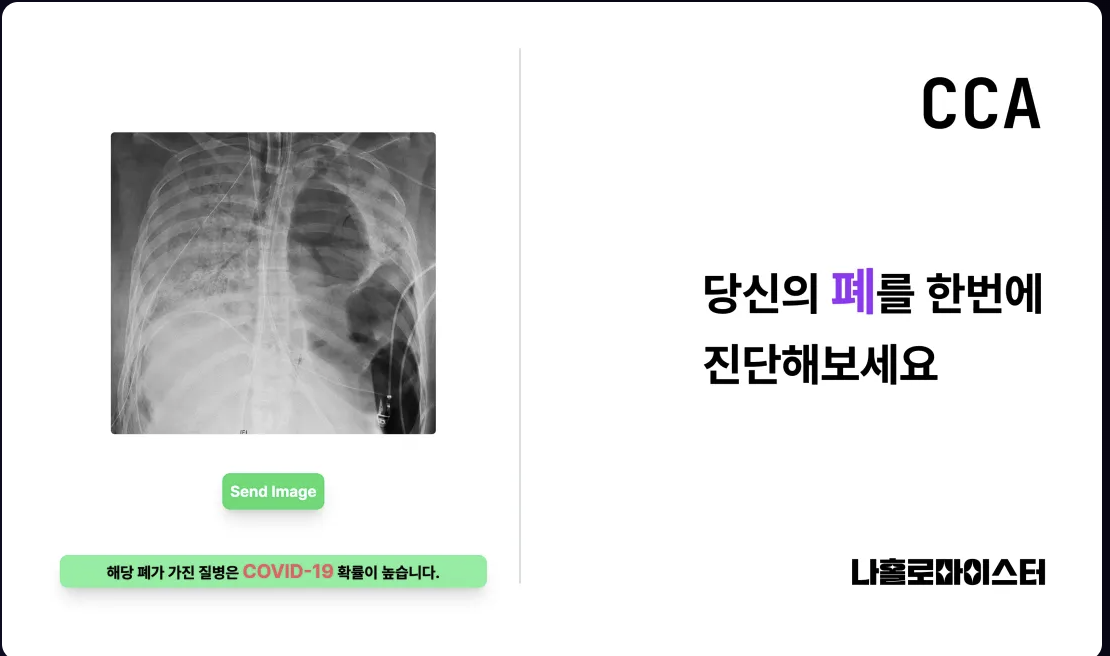 CCA
당신의 폐를 한번에
진단해보세요
Send Image
해당 폐가 가진 질병은 COVID-19 확률이 높습니다.
나홀로마이스터